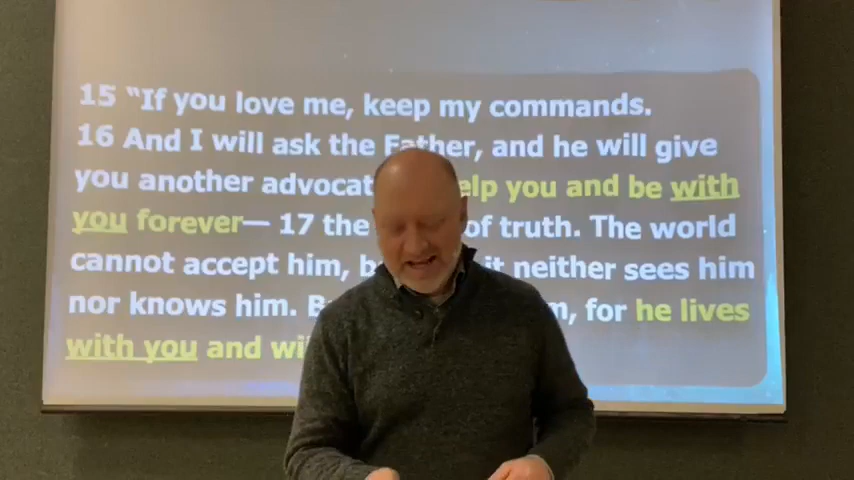 15 “If you love me, keep my commands.
16 And I will ask the Father, and he will give
you another advocat elp you and be with
you forever— 17 the of truth. The world
cannot accept him, b it neither sees him
nor knows him. B m, for he lives
with you and wi